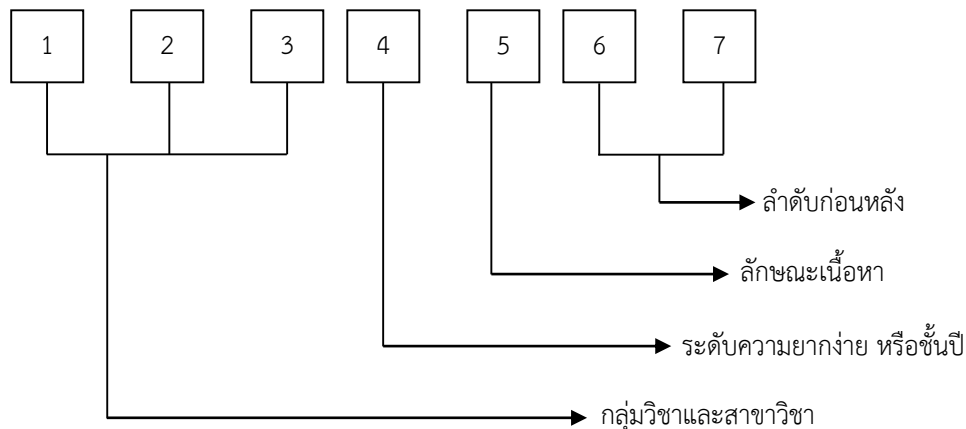 1 2 3 4 5 6 7
ลำดับก่อนหลัง
ลักษณะเนื้อหา
ระดับความยากง่าย หรือชั้นปี
กลุ่มวิชาและสาขาวิชา